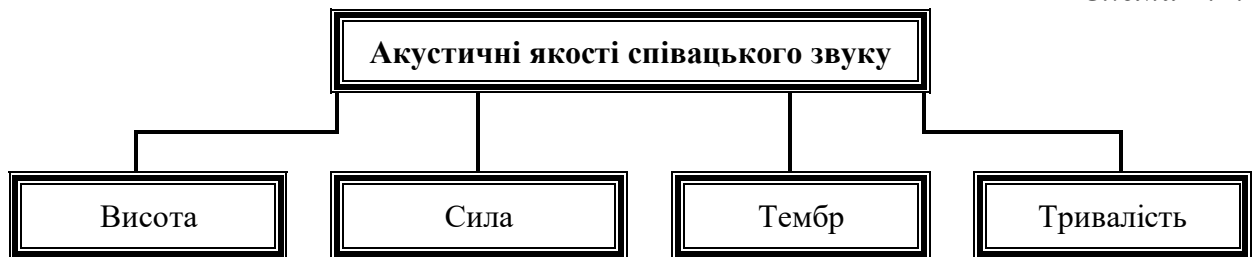 Акустичні якості співацького звуку
Висота
Сила
Тембр
Тривалість